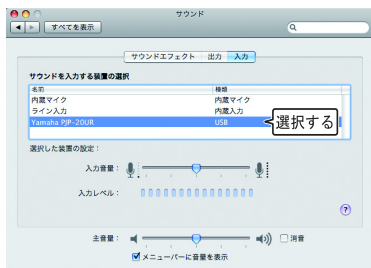 サウンド
すべてを表示
サウンドエフェクト 出力 入力
サウンドを入力する装置の選択
名前 種類
内蔵マイク 内蔵マイク
ライン入力 内蔵入力
Yamaha PJP-20UR USB
選択する
選択した装置の設定：
入力音量：
入力レベル：
?
主音量： 消音
メニューバーに音量を表示